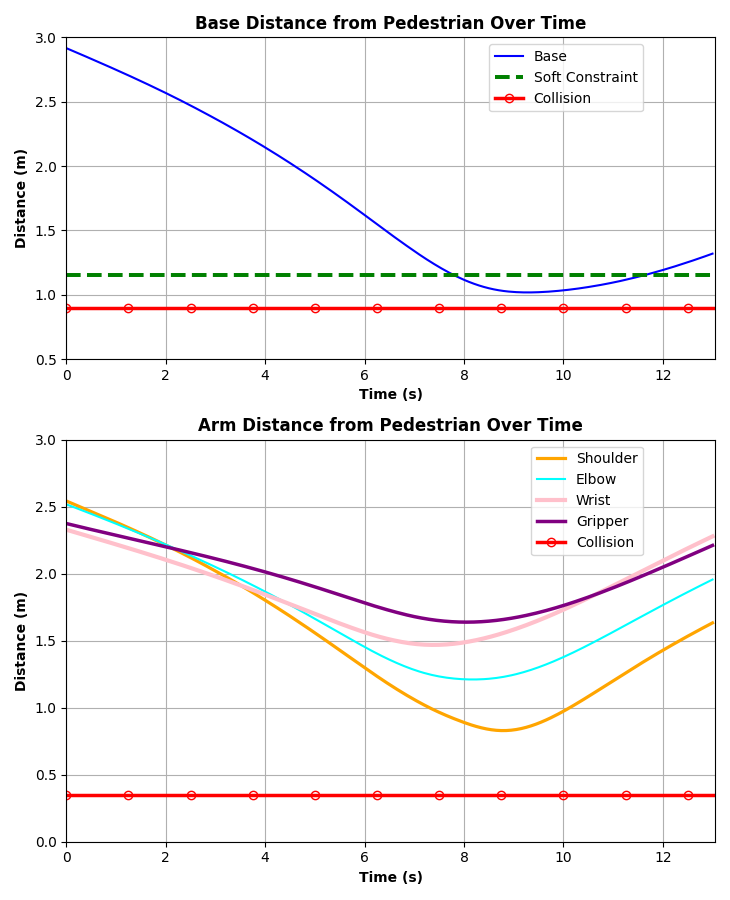 Base Distance from Pedestrian Over Time
Distance (m)
3.0
2.5
2.0
1.5
1.0
0.5
Base
Soft Constraint
Collision
0 2 4 6 8 10 12
Time (s)
Arm Distance from Pedestrian Over Time
Distance (m)
3.0
2.5
2.0
1.5
1.0
0.5
0.0
Shoulder
Elbow
Wrist
Gripper
Collision
0 2 4 6 8 10 12
Time (s)